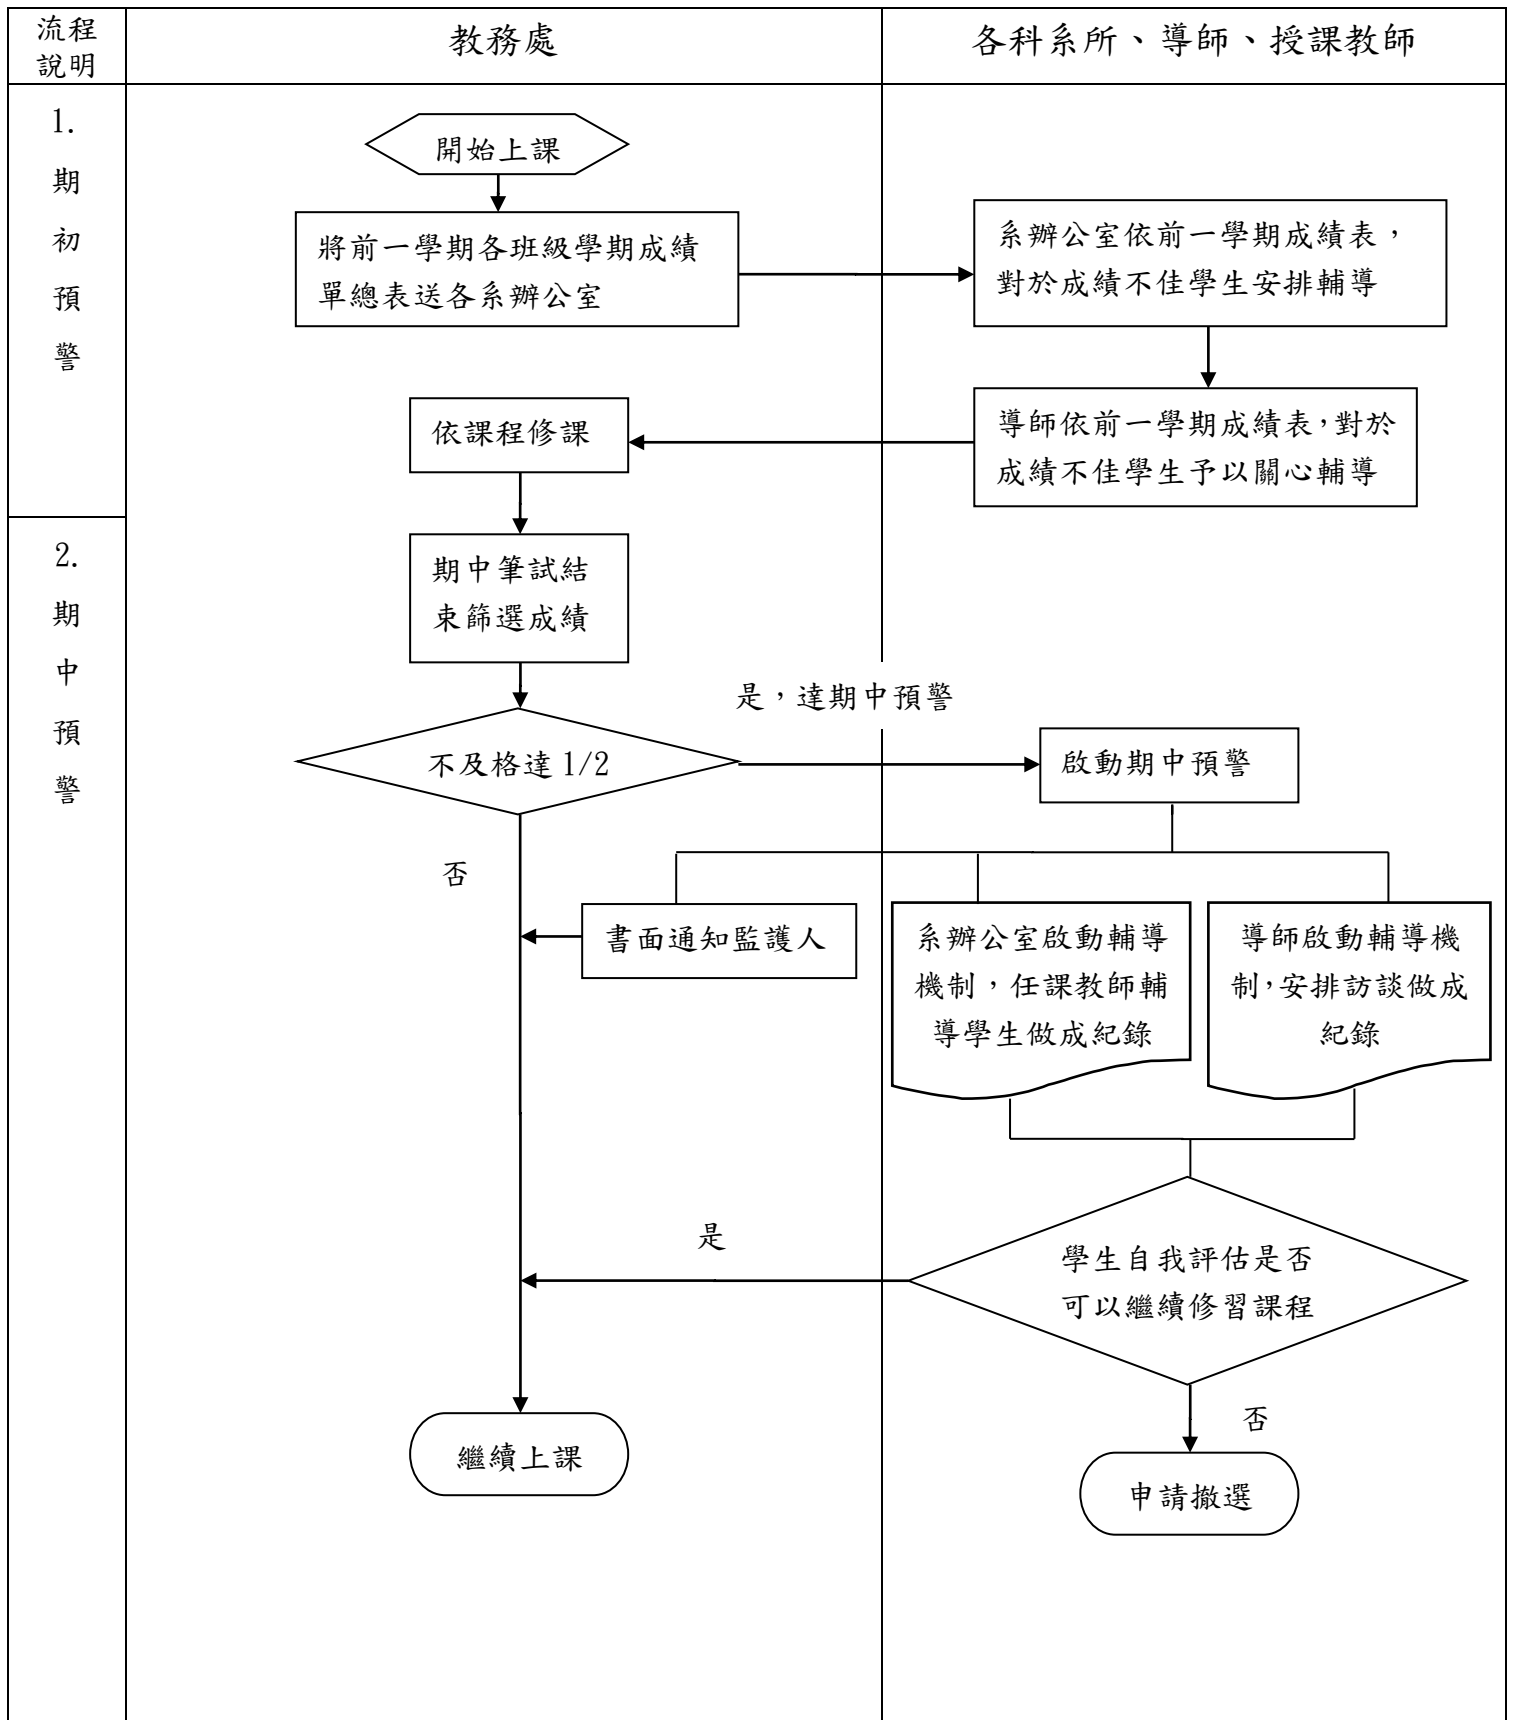 流程
說明
教務處
各科系所、導師、授課教師
1.
期
初
預
警
開始上課
將前一學期各班級學期成績
單總表送各系辦公室
系辦公室依前一學期成績表，
對於成績不佳學生安排輔導
導師依前一學期成績表，對於
成績不佳學生予以關心輔導
依課程修課
2.
期
中
預
警
期中筆試結
束篩選成績
是，達期中預警
不及格達 1/2
啟動期中預警
否
書面通知監護人
系辦公室啟動輔導
機制，任課教師輔
導學生做成紀錄
導師啟動輔導機
制，安排訪談做成
紀錄
是
學生自我評估是否
可以繼續修習課程
否
繼續上課
申請撤選